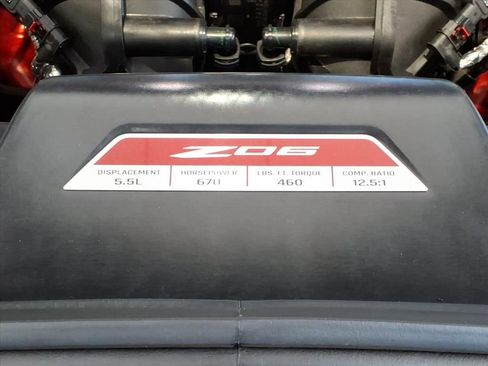 Z06
DISPLACEMENT HORSEPOWER LBS. FT. TORQUE COMP. RATIO
5.5L 670 460 12.5:1